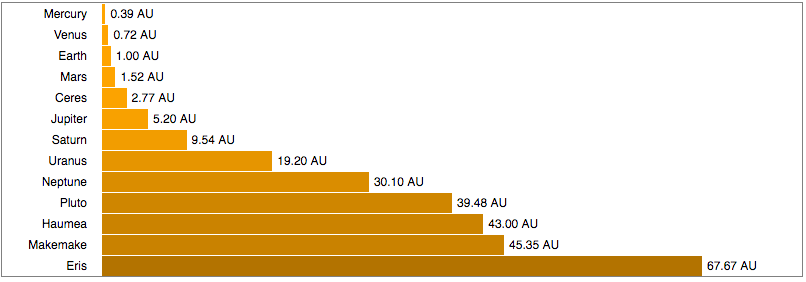 Mercury 0.39 AU
Venus 0.72 AU
Earth 1.00 AU
Mars 1.52 AU
Ceres 2.77 AU
Jupiter 5.20 AU
Saturn 9.54 AU
Uranus 19.20 AU
Neptune 30.10 AU
Pluto 39.48 AU
Haumea 43.00 AU
Makemake 45.35 AU
Eris 67.67 AU